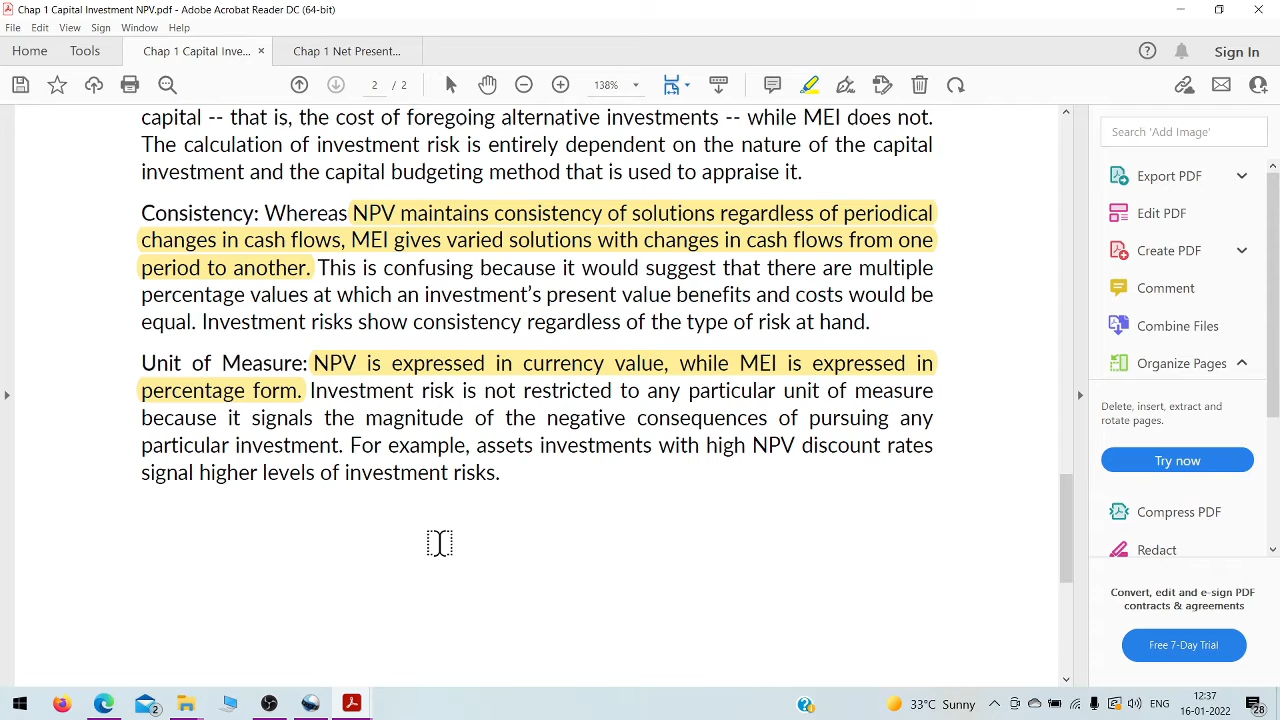 Chap 1 Capital Investment NPV.pdf - Adobe Acrobat Reader DC (64-bit)
File Edit View Sign Window Help
Home Tools Chap 1 Capital Inve... × Chap 1 Net Present... Sign In
2 / 2 138%
capital -- that is, the cost of foregoing alternative investments -- while MEI does not.
The calculation of investment risk is entirely dependent on the nature of the capital
investment and the capital budgeting method that is used to appraise it.
Consistency: Whereas NPV maintains consistency of solutions regardless of periodical
changes in cash flows, MEI gives varied solutions with changes in cash flows from one
period to another. This is confusing because it would suggest that there are multiple
percentage values at which an investment's present value benefits and costs would be
equal. Investment risks show consistency regardless of the type of risk at hand.
Unit of Measure: NPV is expressed in currency value, while MEI is expressed in
percentage form. Investment risk is not restricted to any particular unit of measure
because it signals the magnitude of the negative consequences of pursuing any
particular investment. For example, assets investments with high NPV discount rates
signal higher levels of investment risks.
Search 'Add Image'
Export PDF
Edit PDF
Create PDF
Comment
Combine Files
Organize Pages
Delete, insert, extract and
rotate pages.
Try now
Compress PDF
Redact
Convert, edit and e-sign PDF
contracts & agreements
Free 7-Day Trial
2 33°C Sunny ENG 12:37
16-01-2022 28